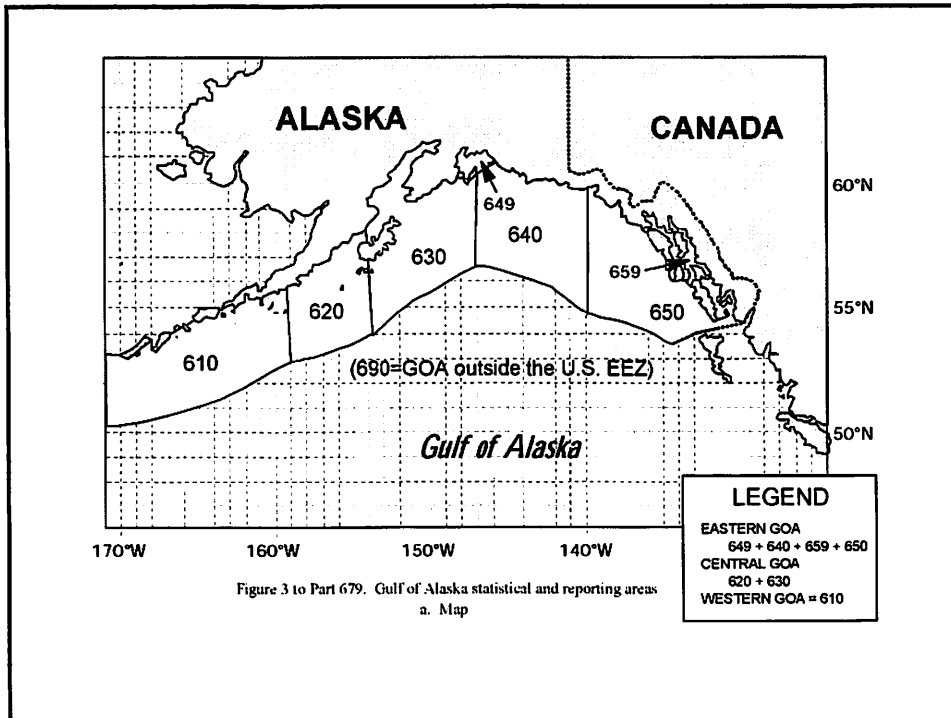 ALASKA
CANADA
60°N
649
640
630
659
620
650
55°N
610
(690=GOA outside the U.S. EEZ)
50°N
Gulf of Alaska
LEGEND
EASTERN GOA
649 + 640 + 659 + 650
CENTRAL GOA
620 + 630
WESTERN GOA = 610
170°W
160°W
150°W
140°W
Figure 3 to Part 679. Gulf of Alaska statistical and reporting areas
a. Map